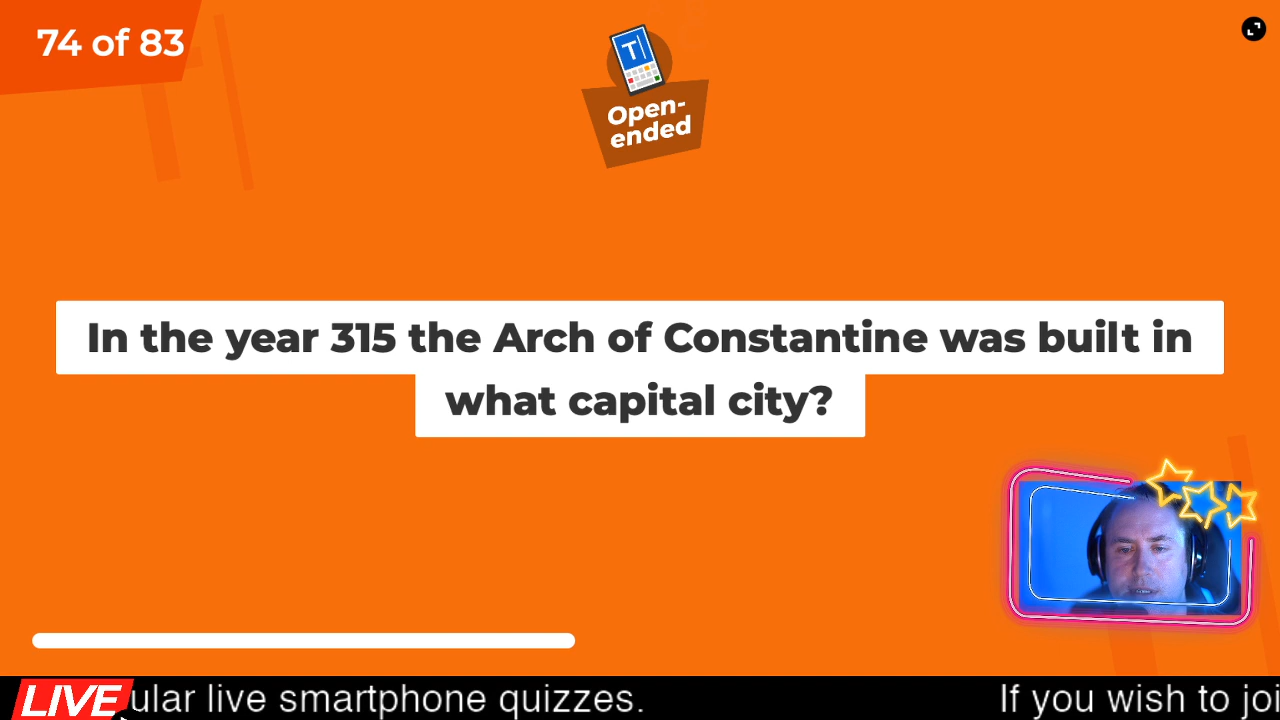 74 of 83
T
Open-
ended
In the year 315 the Arch of Constantine was built in
what capital city?
LIVE
ular live smartphone quizzes.
If you wish to joi